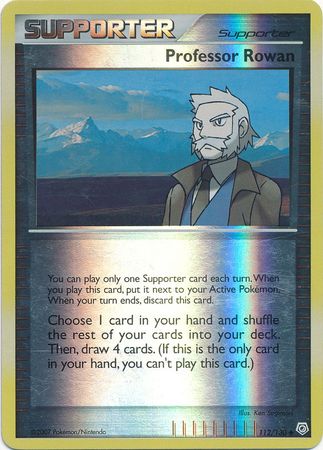 SUPPORTER
Supporter
Professor Rowan
You can play only one Supporter card each turn. When
you play this card, put it next to your Active Pokémon.
When your turn ends, discard this card.
Choose 1 card in your hand and shuffle
the rest of your cards into your deck.
Then, draw 4 cards. (If this is the only card
in your hand, you can't play this card.)
Illus. Ken Sugimori
©2007 Pokémon/Nintendo
112/130